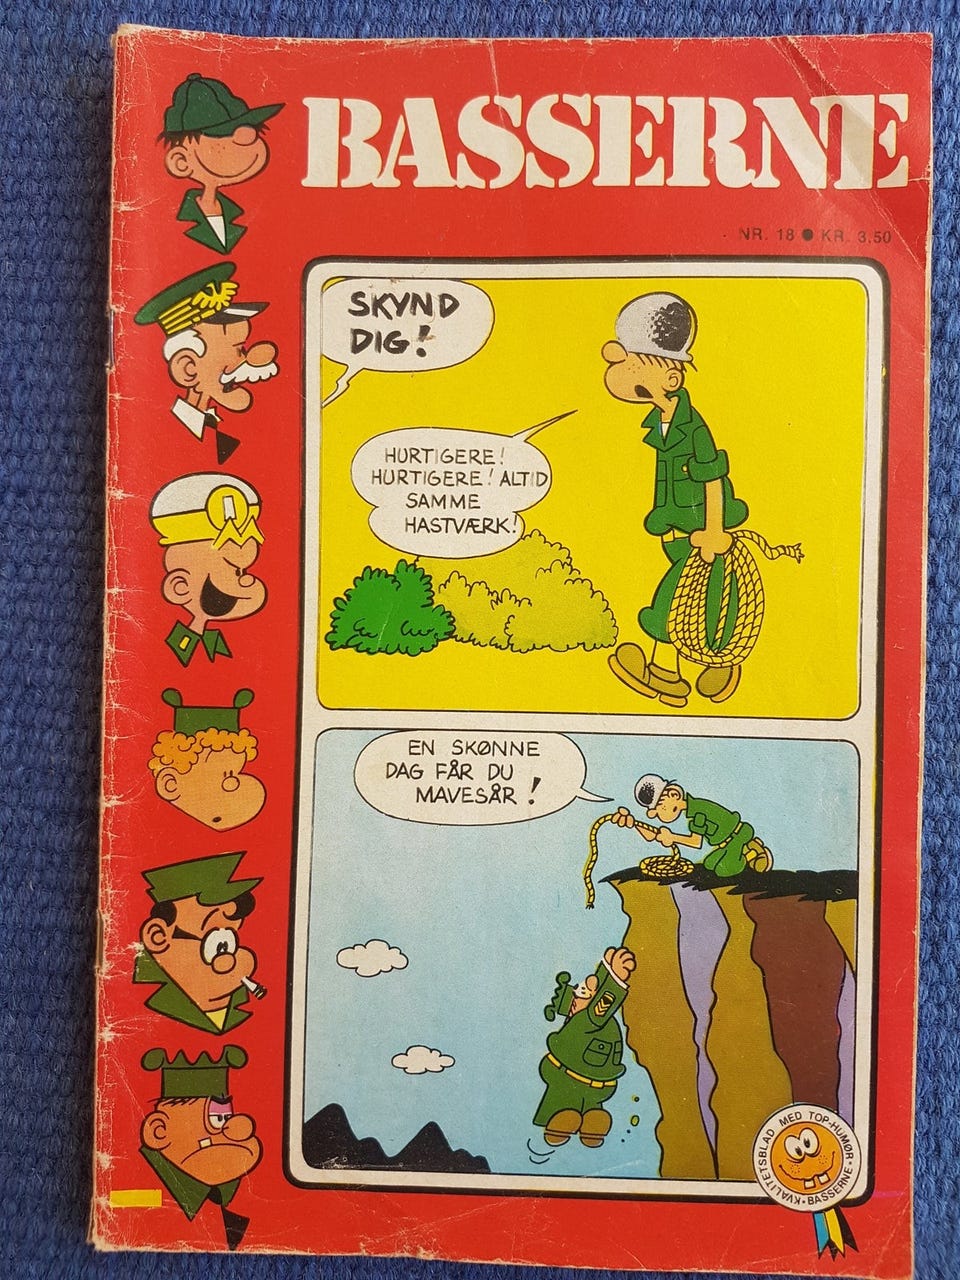 BASSERNE
NR. 18 ● KR. 3,50
SKYND
DIG!
HURTIGERE!
HURTIGERE! ALTID
SAMME
HASTVÆRK!
EN SKØNNE
DAG FÅR DU
MAVESÅR!
KVALITETSBLAD MED TOP-HUMØR • BASSERNE •